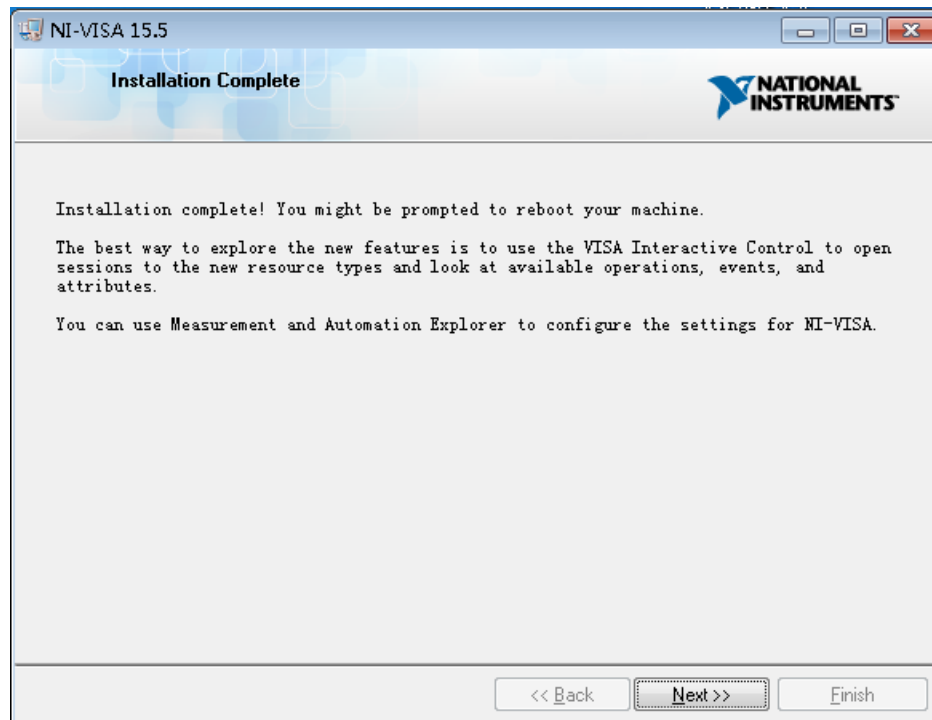 NI-VISA 15.5
Installation Complete
NATIONAL
INSTRUMENTS™
Installation complete! You might be prompted to reboot your machine.
The best way to explore the new features is to use the VISA Interactive Control to open
sessions to the new resource types and look at available operations, events, and
attributes.
You can use Measurement and Automation Explorer to configure the settings for NI-VISA.
<< Back
Next >>
Finish